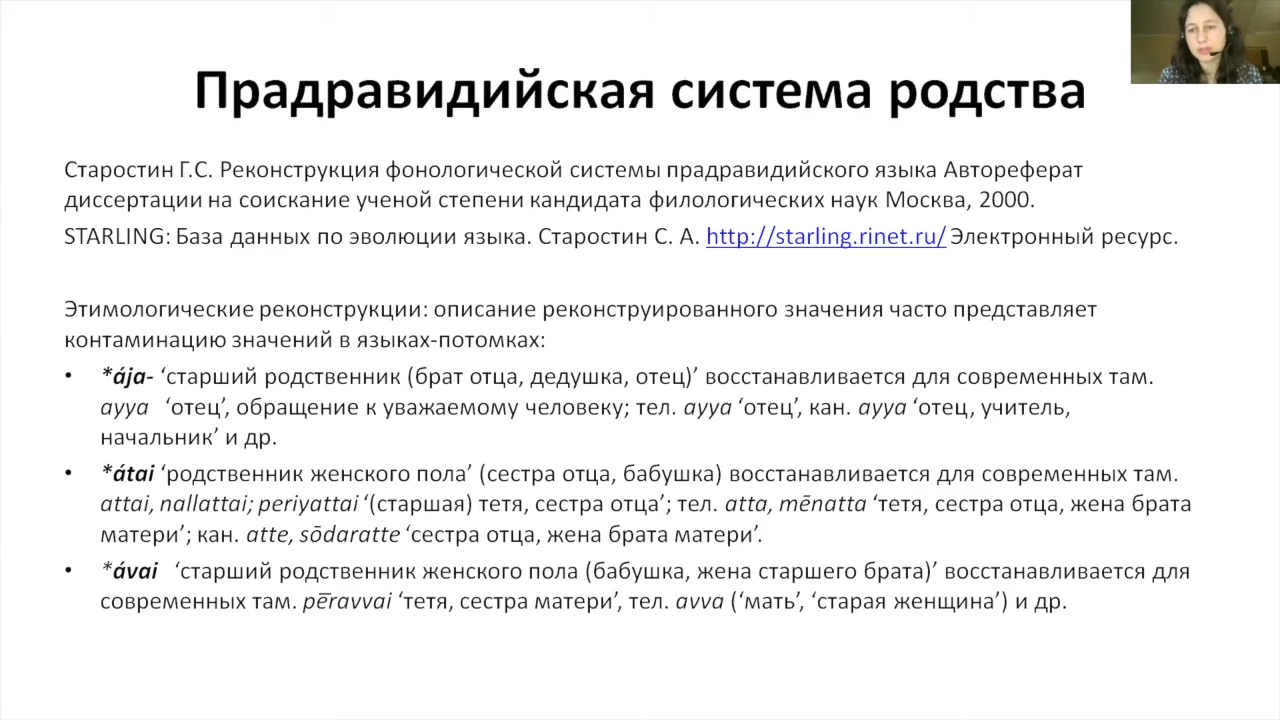 Прадравидийская система родства
Старостин Г.С. Реконструкция фонологической системы прадравидийского языка Автореферат
диссертации на соискание ученой степени кандидата филологических наук Москва, 2000.
STARLING: База данных по эволюции языка. Старостин С. А. http://starling.rinet.ru/ Электронный ресурс.
Этимологические реконструкции: описание реконструированного значения часто представляет
контаминацию значений в языках-потомках:
• *ája- ‘старший родственник (брат отца, дедушка, отец)’ восстанавливается для современных там.
ayya ‘отец’, обращение к уважаемому человеку; тел. ayya ‘отец’, кан. ayya ‘отец, учитель,
начальник’ и др.
• *átai ‘родственник женского пола’ (сестра отца, бабушка) восстанавливается для современных там.
attai, nallattai; periyattai ‘(старшая) тетя, сестра отца’; тел. atta, mēnatta ‘тетя, сестра отца, жена брата
матери’; кан. atte, sōdaratte ‘сестра отца, жена брата матери’.
• *ávai ‘старший родственник женского пола (бабушка, жена старшего брата)’ восстанавливается для
современных там. pēravvai ‘тетя, сестра матери’, тел. avva (‘мать’, ‘старая женщина’) и др.